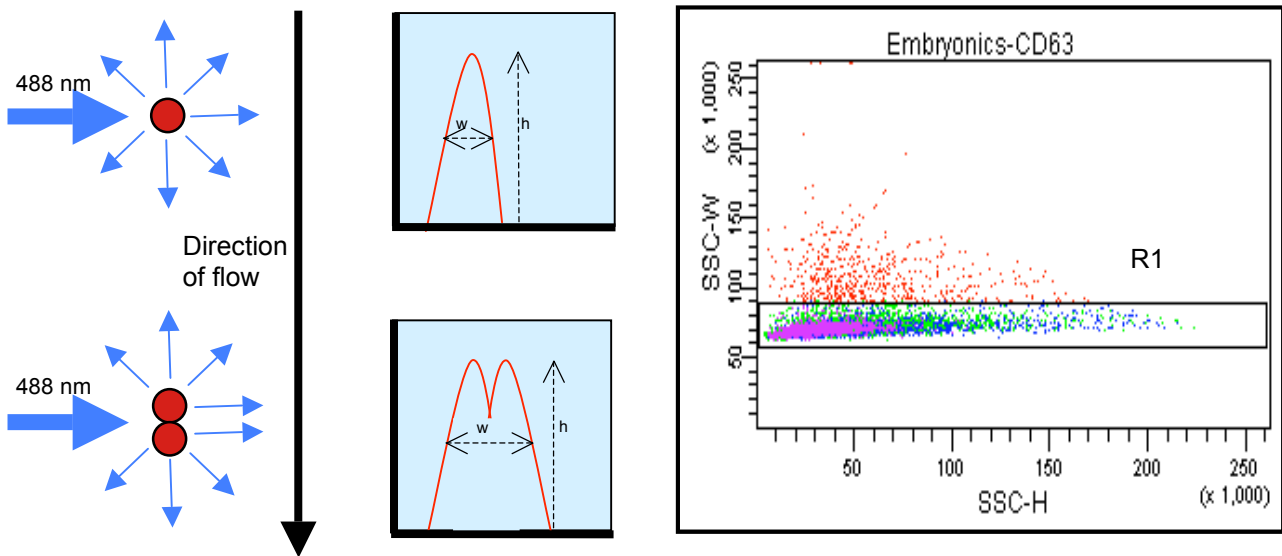 488 nm
Direction
of flow
488 nm
w
h
w
h
Embryonics-CD63
SSC-W
(x 1,000)
250
200
150
100
50
R1
50
100
150
200
250
SSC-H
(x 1,000)